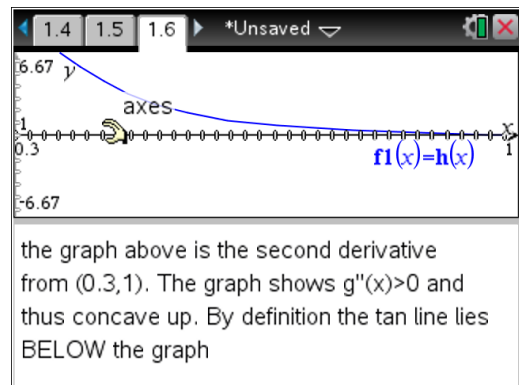 1.4 1.5 1.6 *Unsaved
6.67 y
axes
1 x
0.3 1
f1(x)=h(x)
-6.67
the graph above is the second derivative
from (0.3,1). The graph shows g"(x)>0 and
thus concave up. By definition the tan line lies
BELOW the graph